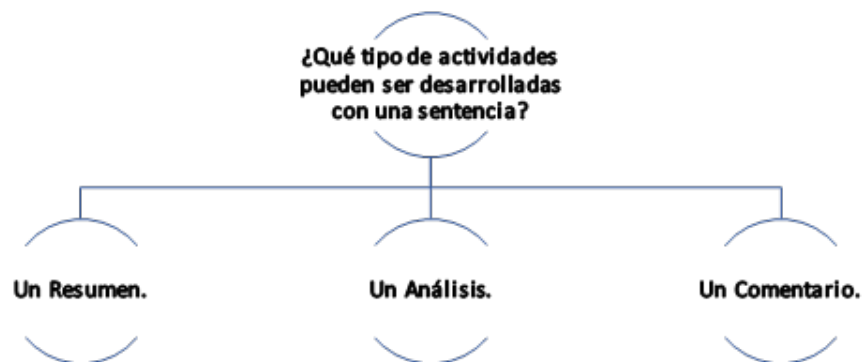 ¿Qué tipo de actividades
pueden ser desarrolladas
con una sentencia?
Un Resumen.
Un Análisis.
Un Comentario.